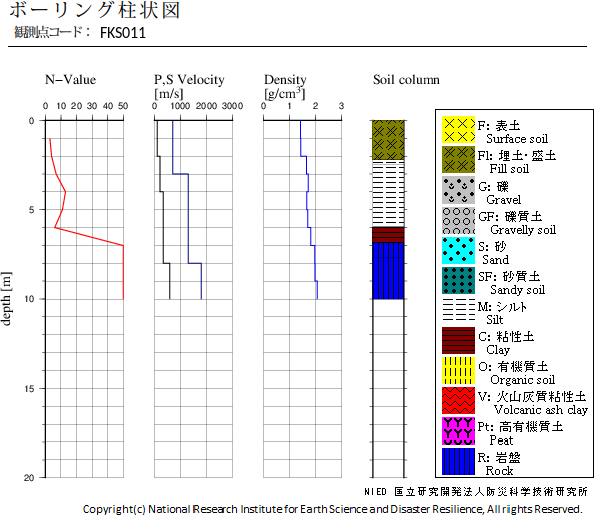 ボーリング柱状図
観測点コード： FKS011
N−Value
P,S Velocity
[m/s]
Density
[g/cm³]
Soil column
0 10 20 30 40 50
0 1000 2000 3000
0 1 2 3
0
5
10
15
20
depth [m]
F: 表土
Surface soil
Fl: 埋土・盛土
Fill soil
G: 礫
Gravel
GF: 礫質土
Gravelly soil
S: 砂
Sand
SF: 砂質土
Sandy soil
M: シルト
Silt
C: 粘性土
Clay
O: 有機質土
Organic soil
V: 火山灰質粘性土
Volcanic ash clay
Pt: 高有機質土
Peat
R: 岩盤
Rock
NIED 国立研究開発法人防災科学技術研究所
Copyright(c) National Research Institute for Earth Science and Disaster Resilience, All rights Reserved.